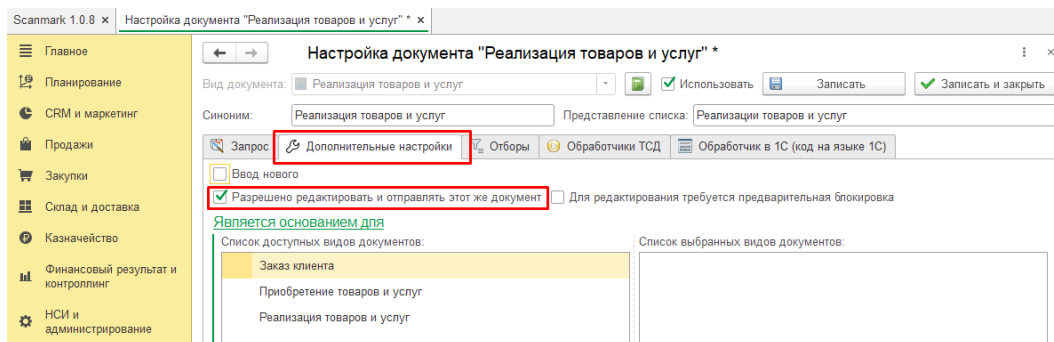 Scanmark 1.0.8 × Настройка документа "Реализация товаров и услуг" * ×
Главное
Планирование
CRM и маркетинг
Продажи
Закупки
Склад и доставка
Казначейство
Финансовый результат и
контроллинг
НСИ и
администрирование
Настройка документа "Реализация товаров и услуг" *
Вид документа: Реализация товаров и услуг Использовать Записать Записать и закрыть
Синоним: Реализация товаров и услуг Представление списка: Реализации товаров и услуг
Запрос Дополнительные настройки Отборы Обработчики ТСД Обработчик в 1С (код на языке 1С)
Ввод нового
Разрешено редактировать и отправлять этот же документ Для редактирования требуется предварительная блокировка
Является основанием для
Список доступных видов документов: Список выбранных видов документов:
Заказ клиента
Приобретение товаров и услуг
Реализация товаров и услуг